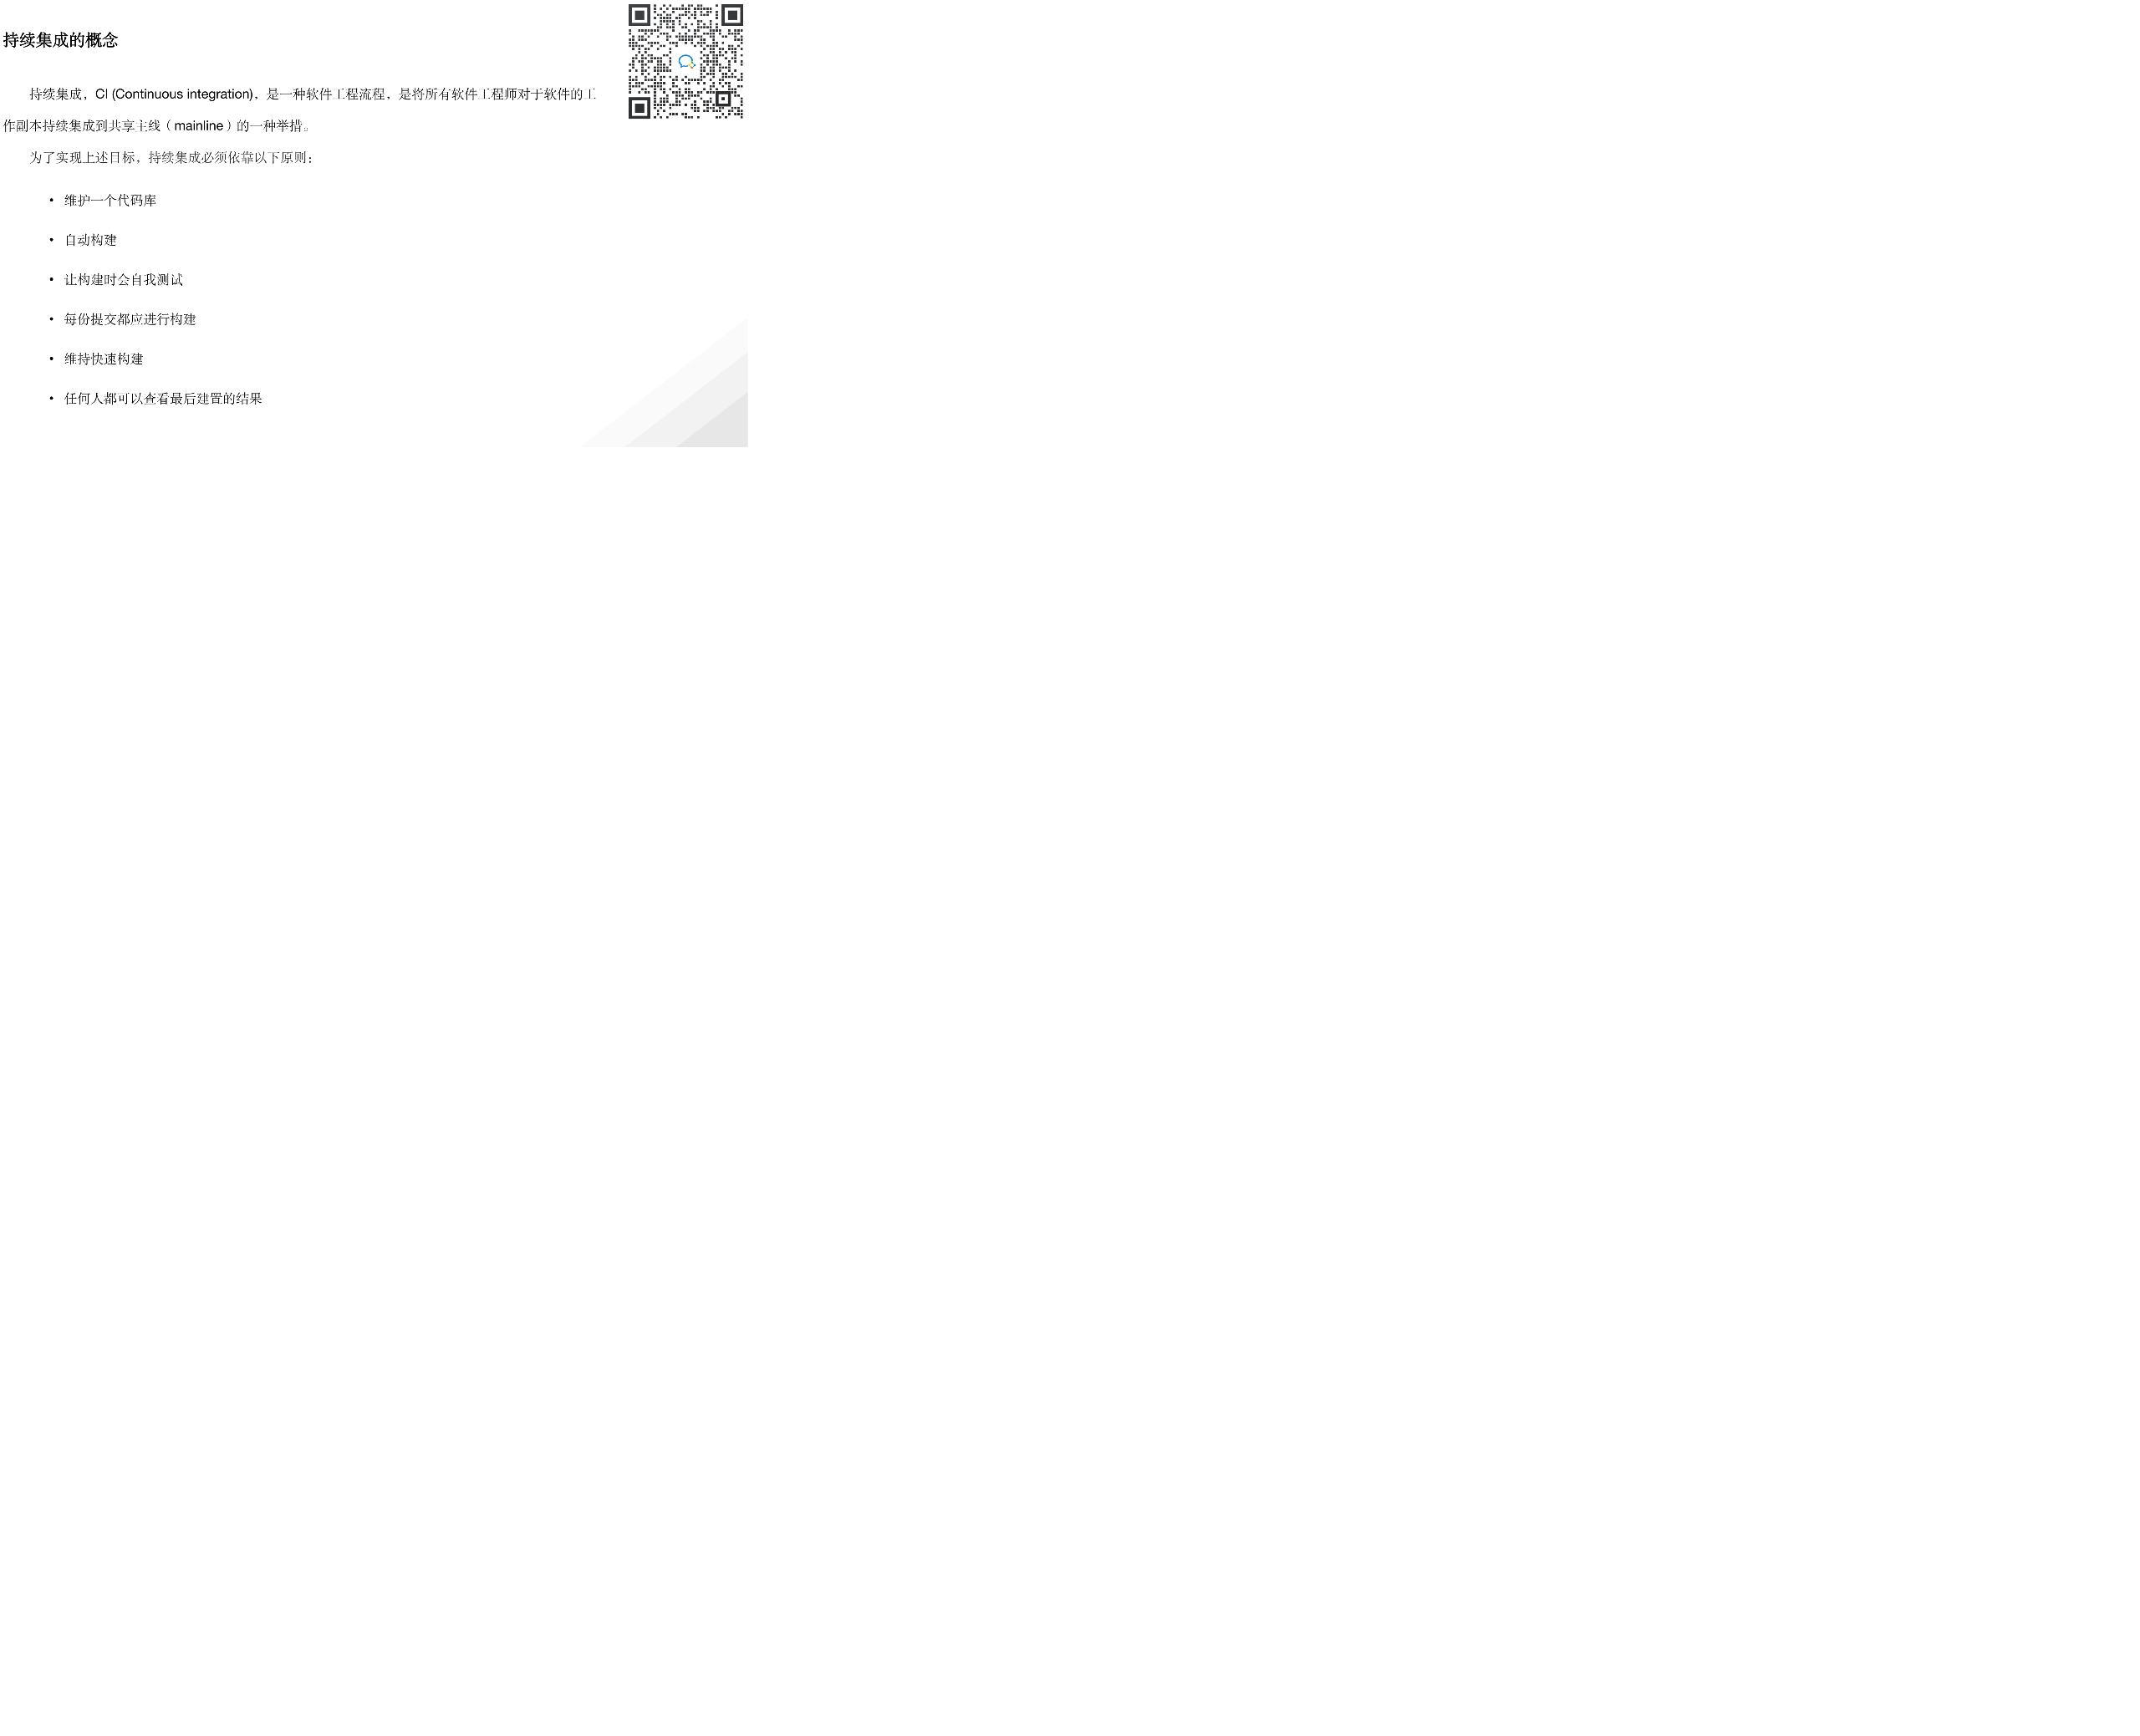 持续集成的概念
持续集成，CI (Continuous integration)，是一种软件工程流程，是将所有软件工程师对于软件的工
作副本持续集成到共享主线（mainline）的一种举措。
为了实现上述目标，持续集成必须依靠以下原则：
• 维护一个代码库
• 自动构建
• 让构建时会自我测试
• 每份提交都应进行构建
• 维持快速构建
• 任何人都可以查看最后建置的结果